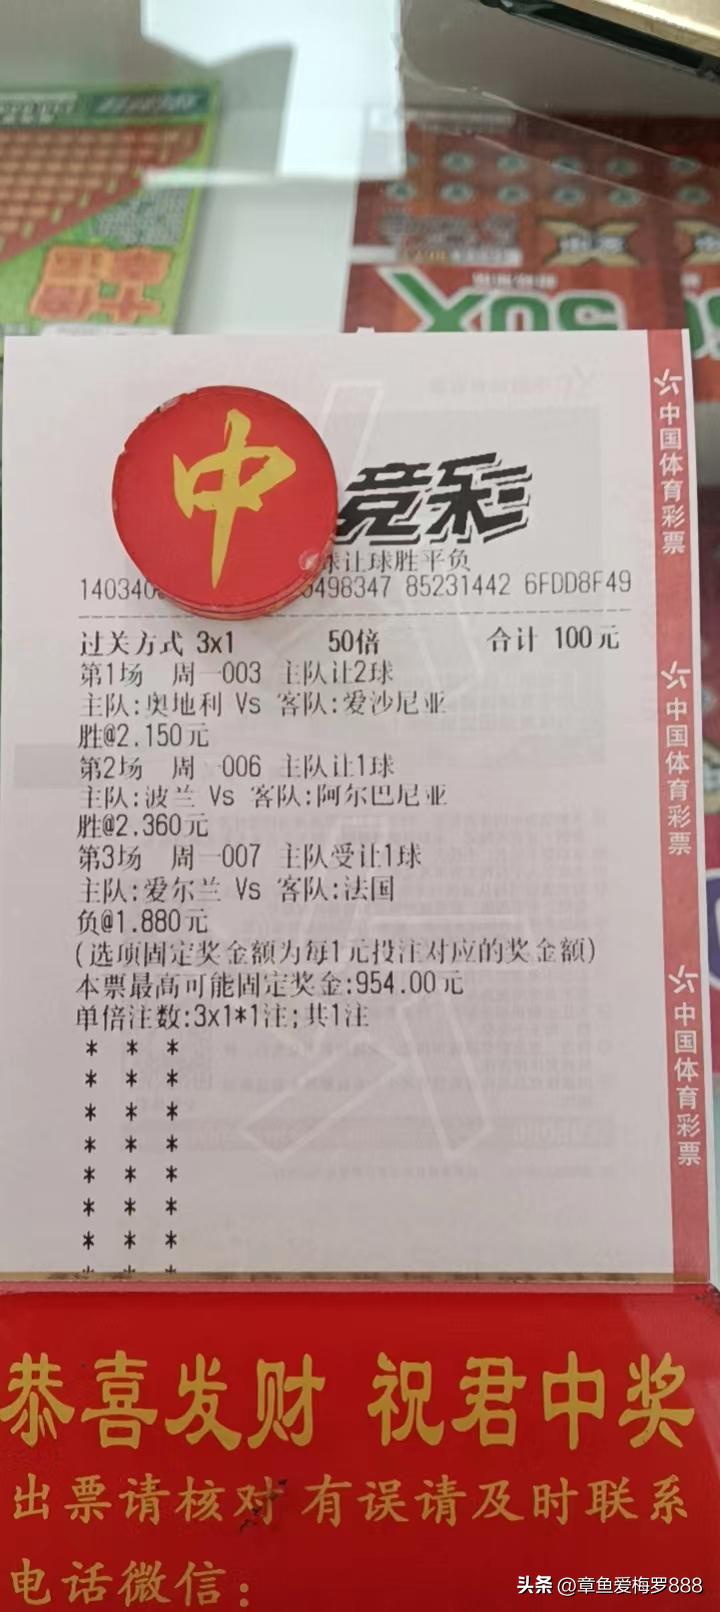 中
竞彩
球让球胜平负
140340 5498347 85231442 6FDD8F49
过关方式 3x1 50倍 合计 100元
第1场 周一003 主队让2球
主队:奥地利 Vs 客队:爱沙尼亚
胜@2.150元
第2场 周一006 主队让1球
主队:波兰 Vs 客队:阿尔巴尼亚
胜@2.360元
第3场 周一007 主队受让1球
主队:爱尔兰 Vs 客队:法国
负@1.880元
(选项固定奖金额为每1元投注对应的奖金额)
本票最高可能固定奖金:954.00元
单倍注数:3x1*1注;共1注
* * *
* * *
* * *
* * *
* * *
* * *
* * *
* * *
中国体育彩票
中国体育彩票
中国体育彩票
恭喜发财 祝君中奖
出票请核对 有误请及时联系
电话微信:
头条 @章鱼爱梅罗888